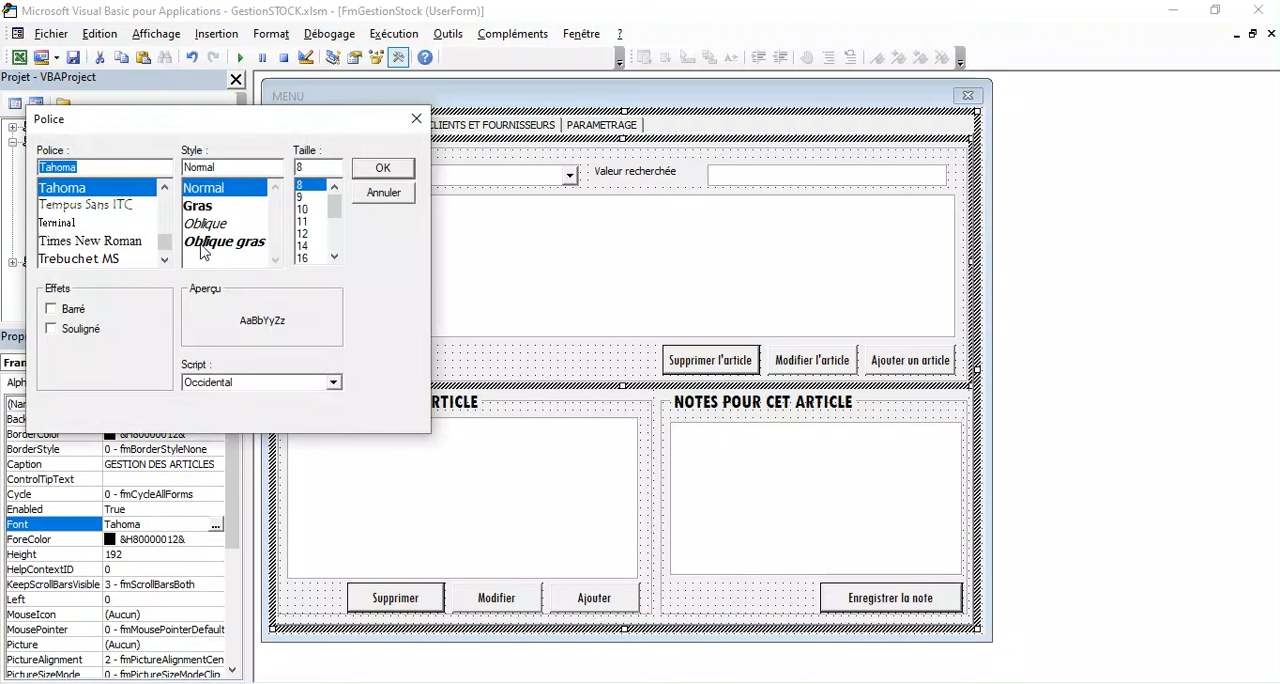 Microsoft Visual Basic pour Applications - GestionSTOCK.xlsm - [FmGestionStock (UserForm)]
Fichier Edition Affichage Insertion Format Débogage Exécution Outils Compléments Fenêtre ?
Projet - VBAProject
MENU
Police
CLIENTS ET FOURNISSEURS PARAMETRAGE
Police :
Style :
Taille :
Tahoma
Normal
8
OK
Annuler
Tahoma
Tempus Sans ITC
Terminal
Times New Roman
Trebuchet MS
Normal
Gras
Oblique
Oblique gras
8
9
10
11
12
14
16
Valeur recherchée
Effets
Barré
Souligné
Aperçu
AaBbYyZz
Script :
Occidental
Supprimer l'article
Modifier l'article
Ajouter un article
RTICLE
NOTES POUR CET ARTICLE
Supprimer
Modifier
Ajouter
Enregistrer la note
Propr
Fram
Alph
(Nar
Back
BorderColor &H80000012&
BorderStyle 0 - fmBorderStyleNone
Caption GESTION DES ARTICLES
ControlTipText
Cycle 0 - fmCycleAllForms
Enabled True
Font Tahoma ...
ForeColor &H80000012&
Height 192
HelpContextID 0
KeepScrollBarsVisible 3 - fmScrollBarsBoth
Left 0
MouseIcon (Aucun)
MousePointer 0 - fmMousePointerDefault
Picture (Aucun)
PictureAlignment 2 - fmPictureAlignmentCen
PictureSizeMode 0 - fmPictureSizeModeClip